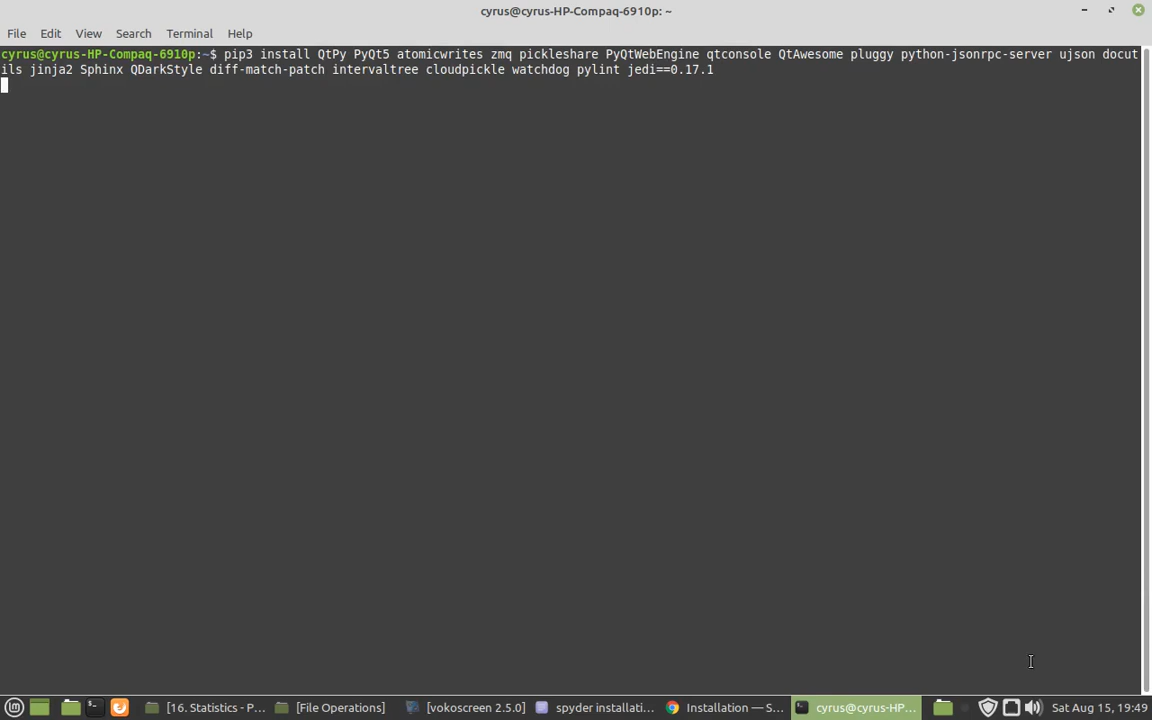 cyrus@cyrus-HP-Compaq-6910p: ~
File Edit View Search Terminal Help
cyrus@cyrus-HP-Compaq-6910p:~$ pip3 install QtPy PyQt5 atomicwrites zmq pickleshare PyQtWebEngine qtconsole QtAwesome pluggy python-jsonrpc-server ujson docut
ils jinja2 Sphinx QDarkStyle diff-match-patch intervaltree cloudpickle watchdog pylint jedi==0.17.1
[16. Statistics - P... [File Operations] [vokoscreen 2.5.0] spyder installati... Installation — S... cyrus@cyrus-HP... Sat Aug 15, 19:49